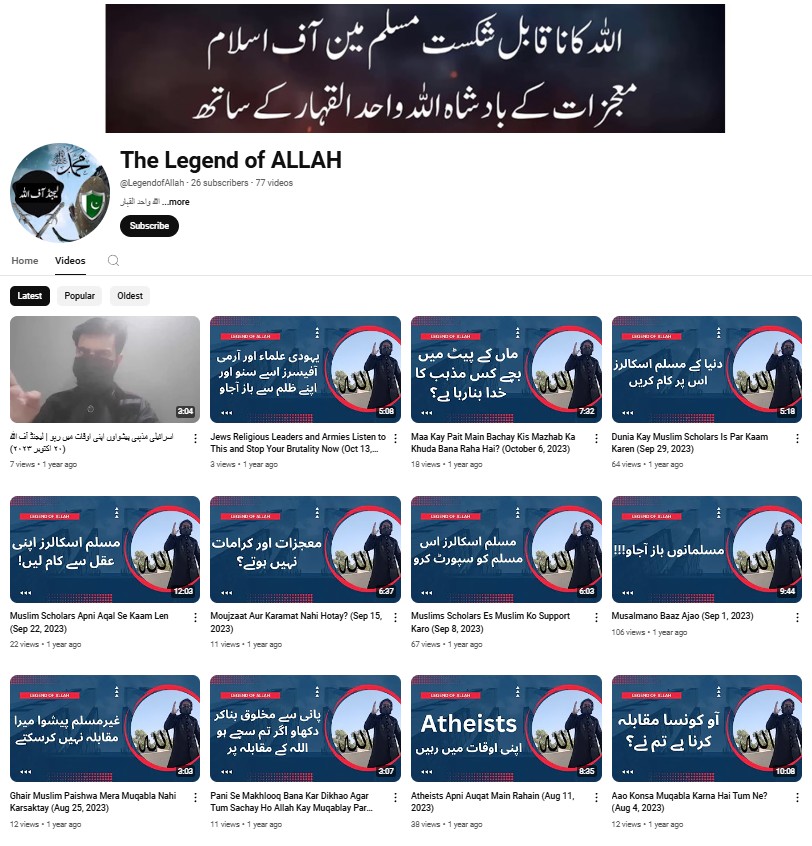 اللہ کا ناقابل شکست مسلم مین آف اسلام
معجزات کے بادشاہ اللہ واحد القہار کے ساتھ
محمد
لیجنڈ آف اللہ
The Legend of ALLAH
@LegendofAllah · 26 subscribers · 77 videos
اللہ واحد القہار ...more
Subscribe
Home Videos
Latest Popular Oldest
3:04
اسرائیلی مذہبی پیشواوں اپنی اوقات میں رہو | لیجنڈ آف اللہ
(۲۰ اکتوبر ۲۰۲۳)
7 views • 1 year ago
LEGEND OF ALLAH
یہودی علماء اور آرمی
آفیسرز اسے سنو اور
اپنے ظلم سے باز آجاو
5:08
Jews Religious Leaders and Armies Listen to
This and Stop Your Brutality Now (Oct 13,...
3 views • 1 year ago
LEGEND OF ALLAH
ماں کے پیٹ میں
بچے کس مذہب کا
خدا بنارہا ہے؟
7:32
Maa Kay Pait Main Bachay Kis Mazhab Ka
Khuda Bana Raha Hai? (October 6, 2023)
18 views • 1 year ago
LEGEND OF ALLAH
دنیا کے مسلم اسکالرز
اس پر کام کریں
5:18
Dunia Kay Muslim Scholars Is Par Kaam
Karen (Sep 29, 2023)
64 views • 1 year ago
LEGEND OF ALLAH
مسلم اسکالرز اپنی
عقل سے کام لیں!
12:03
Muslim Scholars Apni Aqal Se Kaam Len
(Sep 22, 2023)
22 views • 1 year ago
LEGEND OF ALLAH
معجزات اور کرامات
نہیں ہوتے؟
6:37
Moujzaat Aur Karamat Nahi Hotay? (Sep 15,
2023)
11 views • 1 year ago
LEGEND OF ALLAH
مسلم اسکالرز اس
مسلم کو سپورٹ کرو
6:03
Muslims Scholars Es Muslim Ko Support
Karo (Sep 8, 2023)
67 views • 1 year ago
LEGEND OF ALLAH
مسلمانوں باز آجاو!!!
9:44
Musalmano Baaz Ajao (Sep 1, 2023)
106 views • 1 year ago
LEGEND OF ALLAH
غیرمسلم پیشوا میرا
مقابلہ نہیں کرسکتے
3:03
Ghair Muslim Paishwa Mera Muqabla Nahi
Karsaktay (Aug 25, 2023)
12 views • 1 year ago
LEGEND OF ALLAH
پانی سے مخلوق بناکر
دکھاو اگر تم سچے ہو
اللہ کے مقابلہ پر
3:07
Pani Se Makhlooq Bana Kar Dikhao Agar
Tum Sachay Ho Allah Kay Muqablay Par...
11 views • 1 year ago
LEGEND OF ALLAH
Atheists
اپنی اوقات میں رہیں
8:35
Atheists Apni Auqat Main Rahain (Aug 11,
2023)
38 views • 1 year ago
LEGEND OF ALLAH
آو کونسا مقابلہ
کرنا ہے تم نے؟
10:08
Aao Konsa Muqabla Karna Hai Tum Ne?
(Aug 4, 2023)
12 views • 1 year ago